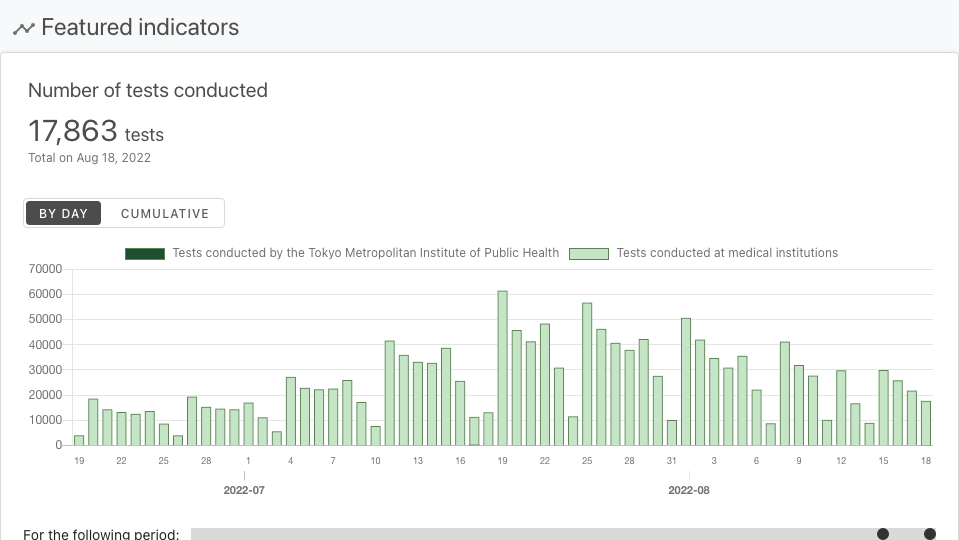 Featured indicators
Number of tests conducted
17,863 tests
Total on Aug 18, 2022
BY DAY CUMULATIVE
Tests conducted by the Tokyo Metropolitan Institute of Public Health Tests conducted at medical institutions
70000
60000
50000
40000
30000
20000
10000
0
19 22 25 28 1 4 7 10 13 16 19 22 25 28 31 3 6 9 12 15 18
2022-07 2022-08
For the following period: